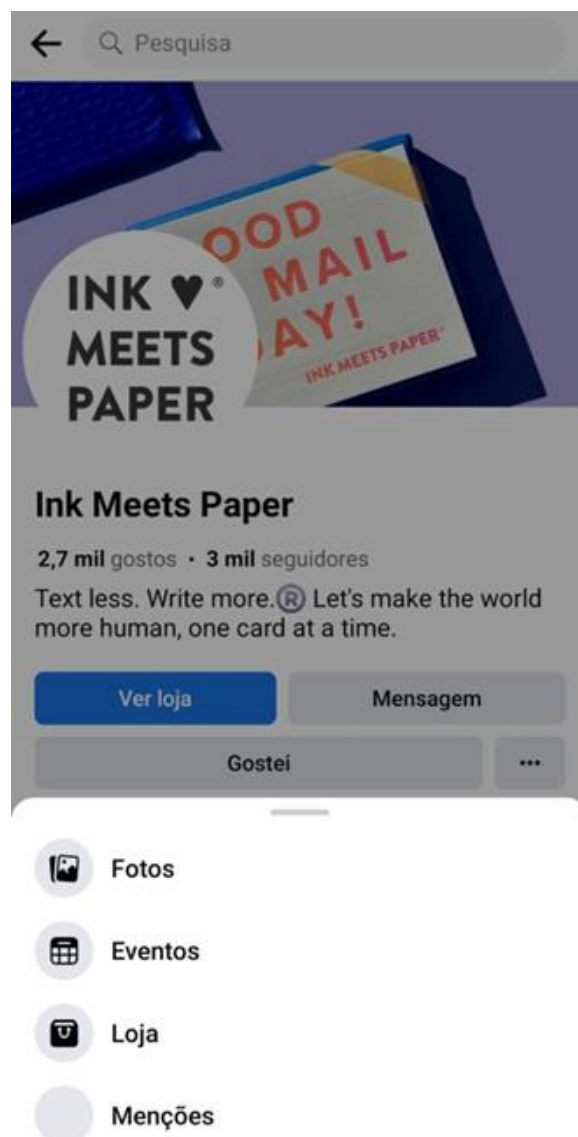 Pesquisa
OOD
MAIL
AY!
INK MEETS PAPER®
INK ♥®
MEETS
PAPER
Ink Meets Paper
2,7 mil gostos · 3 mil seguidores
Text less. Write more.® Let's make the world
more human, one card at a time.
Ver loja
Mensagem
Gostei
Fotos
Eventos
Loja
Menções